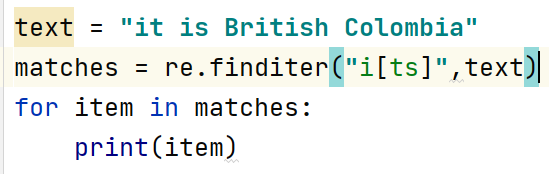 text = "it is British Colombia"
matches = re.finditer("i[ts]",text)
for item in matches:
    print(item)